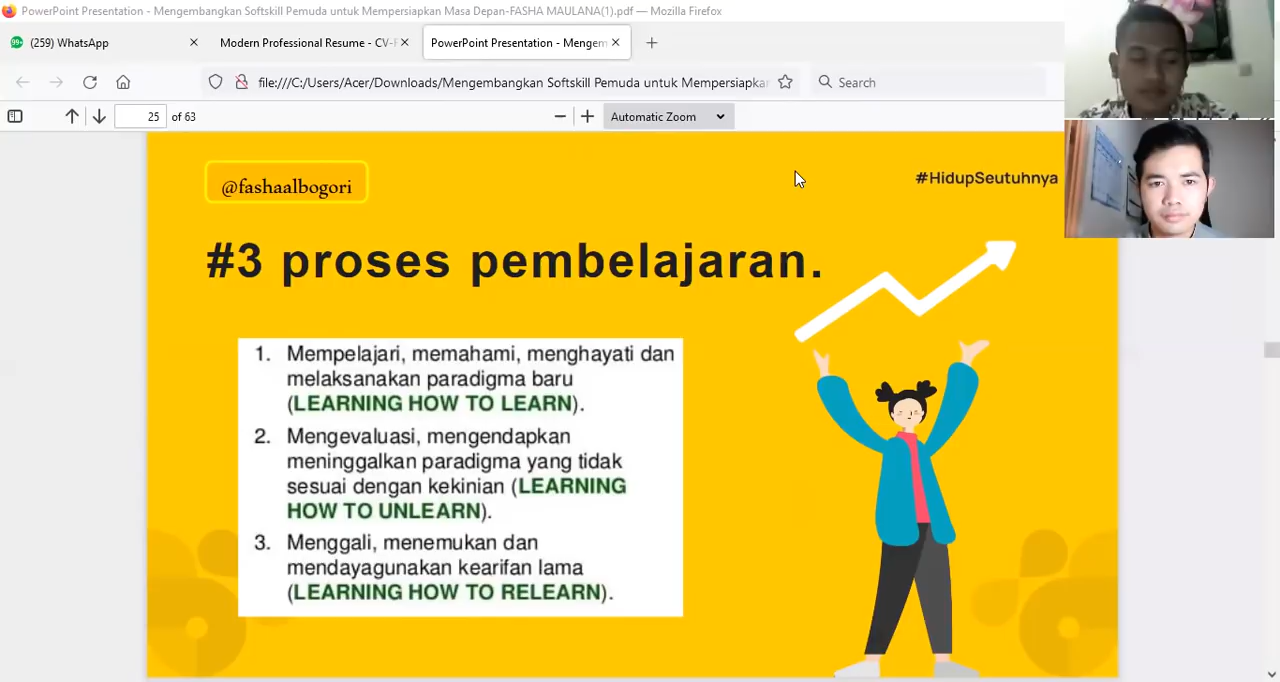 PowerPoint Presentation - Mengembangkan Softskill Pemuda untuk Mempersiapkan Masa Depan-FASHA MAULANA(1).pdf — Mozilla Firefox
99+ (259) WhatsApp
Modern Professional Resume - CV-F
PowerPoint Presentation - Mengem
file:///C:/Users/Acer/Downloads/Mengembangkan Softskill Pemuda untuk Mempersiapkan
Search
25 of 63
Automatic Zoom
@fashaalbogori
#HidupSeutuhnya
#3 proses pembelajaran.
1. Mempelajari, memahami, menghayati dan
melaksanakan paradigma baru
(LEARNING HOW TO LEARN).
2. Mengevaluasi, mengendapkan
meninggalkan paradigma yang tidak
sesuai dengan kekinian (LEARNING
HOW TO UNLEARN).
3. Menggali, menemukan dan
mendayagunakan kearifan lama
(LEARNING HOW TO RELEARN).